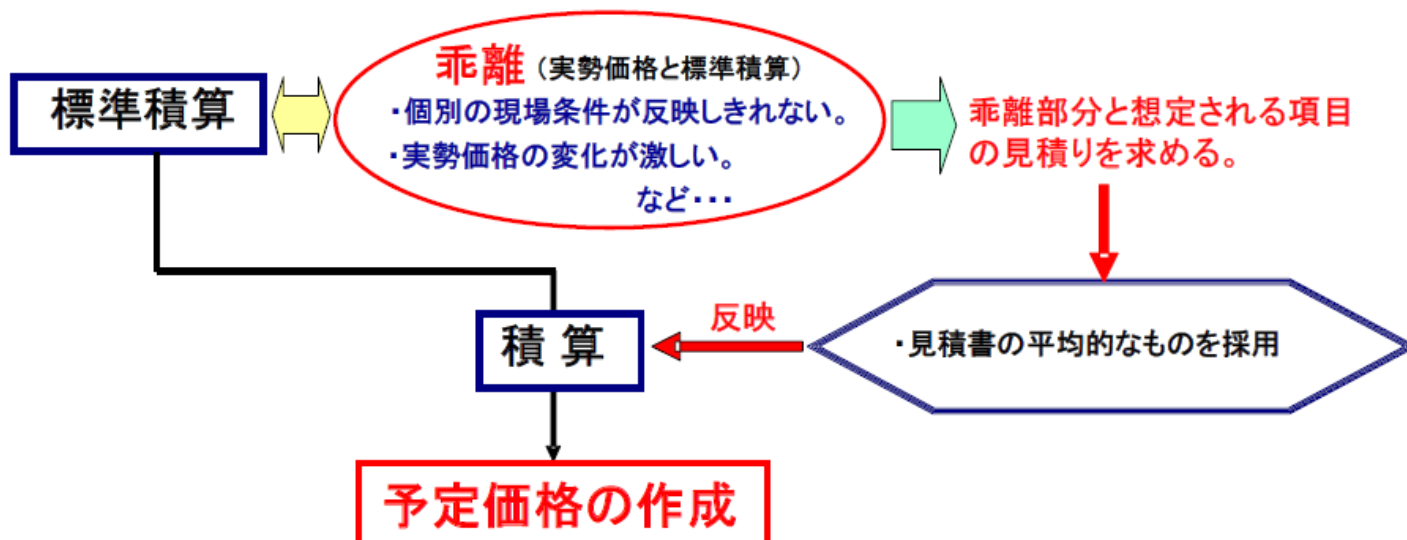 標準積算
乖離（実勢価格と標準積算）
・個別の現場条件が反映しきれない。
・実勢価格の変化が激しい。
など・・・
乖離部分と想定される項目
の見積りを求める。
・見積書の平均的なものを採用
反映
積 算
予定価格の作成